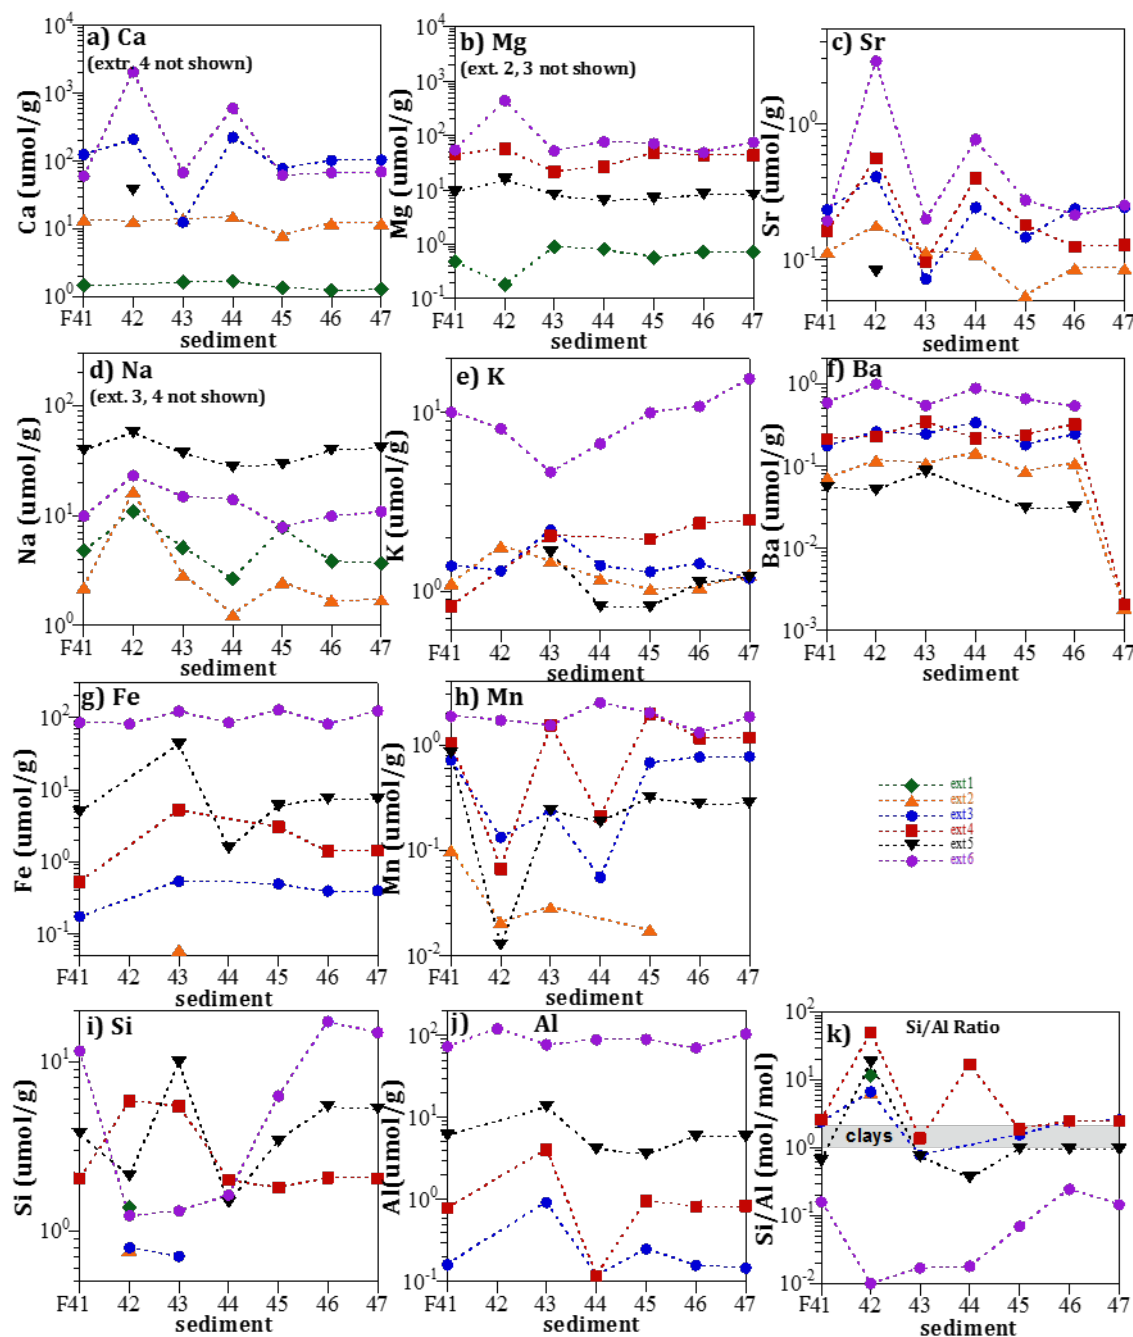 a) Ca
(extr, 4 not shown)
Ca (umol/g)
10^4
10^3
10^2
10^1
10^0
F41 42 43 44 45 46 47
sediment
b) Mg
(ext. 2, 3 not shown)
Mg (umol/g)
10^4
10^3
10^2
10^1
10^0
10^-1
F41 42 43 44 45 46 47
sediment
c) Sr
Sr (umol/g)
10^0
10^-1
F41 42 43 44 45 46 47
sediment
d) Na
(ext. 3, 4 not shown)
Na (umol/g)
10^2
10^1
10^0
F41 42 43 44 45 46 47
sediment
e) K
K (umol/g)
10^1
10^0
F41 42 43 44 45 46 47
sediment
f) Ba
Ba (umol/g)
10^0
10^-1
10^-2
10^-3
F41 42 43 44 45 46 47
sediment
g) Fe
Fe (umol/g)
10^2
10^1
10^0
10^-1
F41 42 43 44 45 46 47
sediment
h) Mn
Mn (umol/g)
10^0
10^-1
10^-2
F41 42 43 44 45 46 47
sediment
ext1
ext2
ext3
ext4
ext5
ext6
i) Si
Si (umol/g)
10^1
10^0
F41 42 43 44 45 46 47
sediment
j) Al
Al(umol/g)
10^2
10^1
10^0
10^-1
F41 42 43 44 45 46 47
sediment
k) Si/Al Ratio
Si/Al (mol/mol)
10^2
10^1
10^0
10^-1
10^-2
clays
F41 42 43 44 45 46 47
sediment